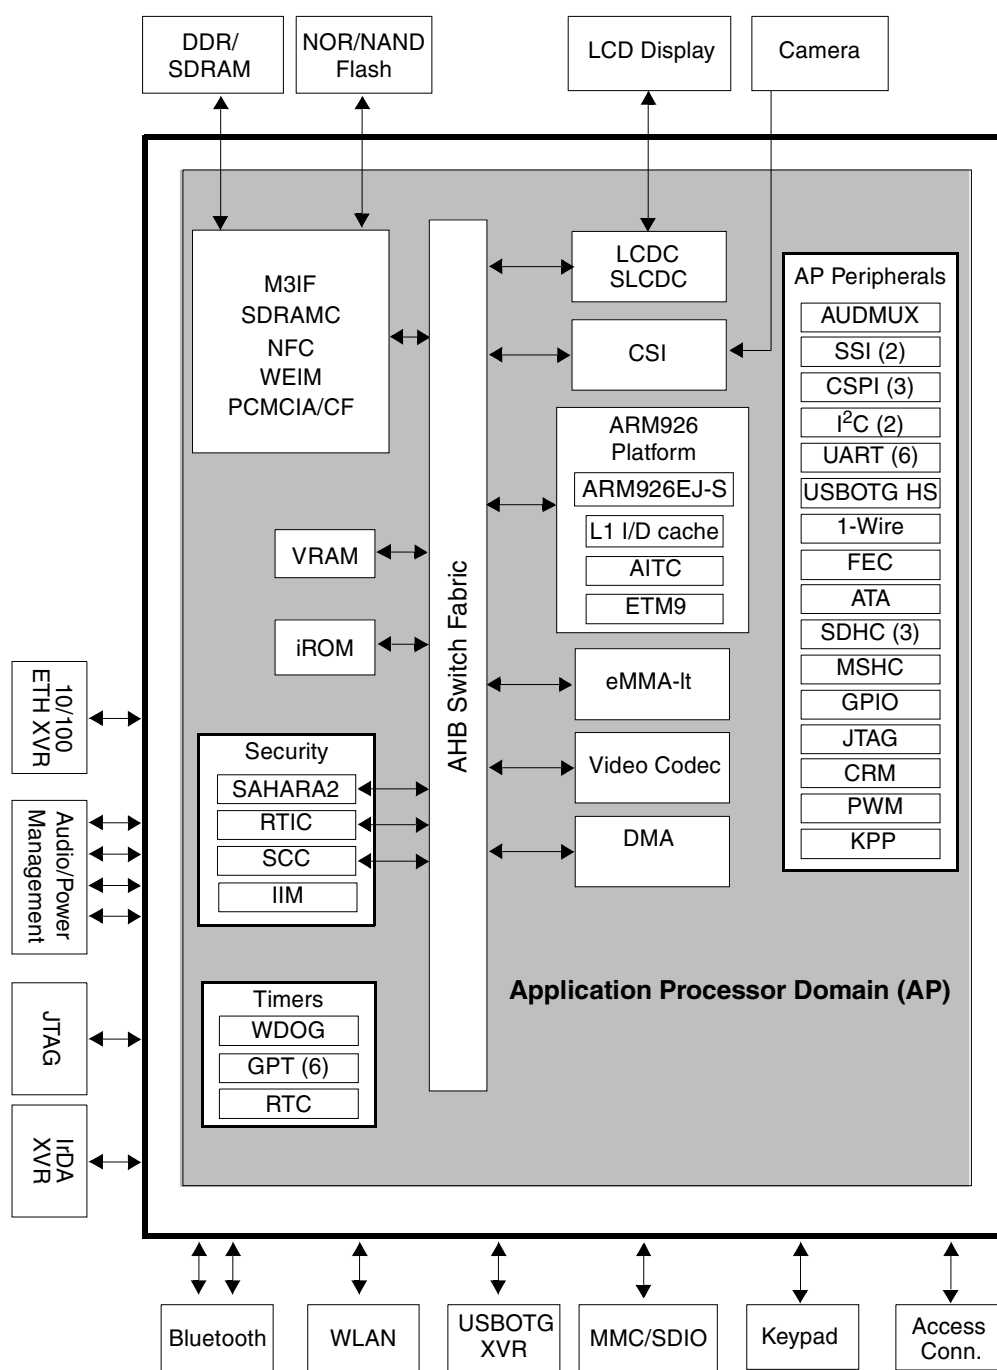 DDR/
SDRAM
NOR/NAND
Flash
LCD Display
Camera
M3IF
SDRAMC
NFC
WEIM
PCMCIA/CF
VRAM
iROM
AHB Switch Fabric
LCDC
SLCDC
CSI
ARM926
Platform
ARM926EJ-S
L1 I/D cache
AITC
ETM9
eMMA-lt
Video Codec
DMA
AP Peripherals
AUDMUX
SSI (2)
CSPI (3)
I²C (2)
UART (6)
USBOTG HS
1-Wire
FEC
ATA
SDHC (3)
MSHC
GPIO
JTAG
CRM
PWM
KPP
Security
SAHARA2
RTIC
SCC
IIM
Timers
WDOG
GPT (6)
RTC
Application Processor Domain (AP)
10/100
ETH XVR
Audio/Power
Management
JTAG
IrDA
XVR
Bluetooth
WLAN
USBOTG
XVR
MMC/SDIO
Keypad
Access
Conn.